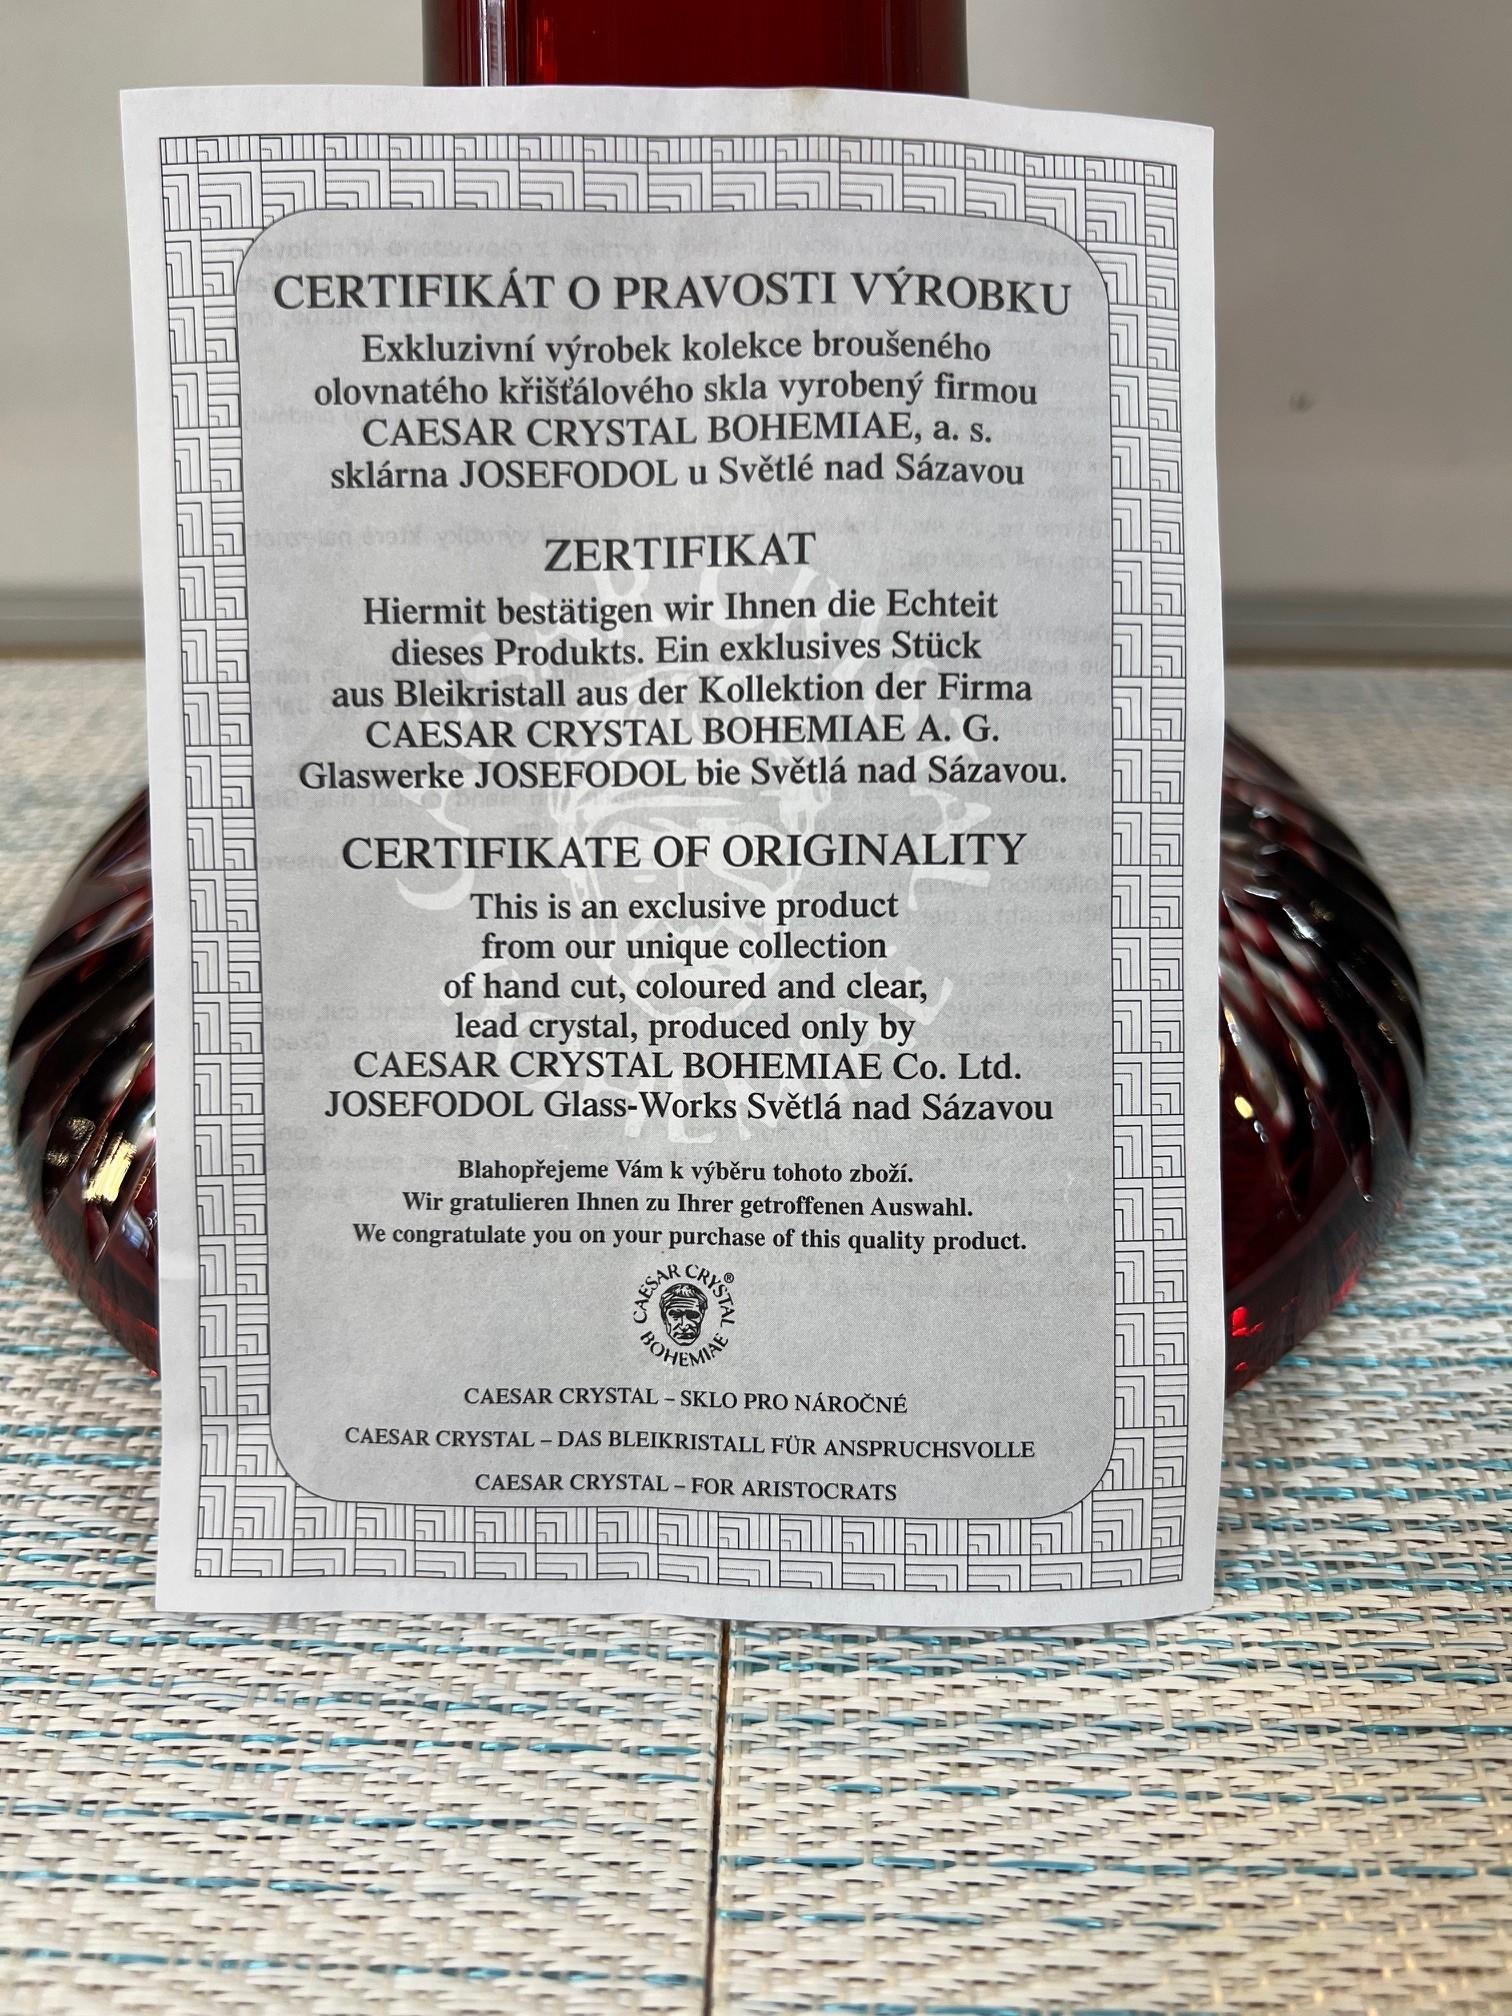 CERTIFIKÁT O PRAVOSTI VÝROBKU
Exkluzivní výrobek kolekce broušeného
olovnatého křišťálového skla vyrobený firmou
CAESAR CRYSTAL BOHEMIAE, a. s.
sklárna JOSEFODOL u Světlé nad Sázavou
ZERTIFIKAT
Hiermit bestätigen wir Ihnen die Echteit
dieses Produkts. Ein exklusives Stück
aus Bleikristall aus der Kollektion der Firma
CAESAR CRYSTAL BOHEMIAE A. G.
Glaswerke JOSEFODOL bie Světlá nad Sázavou.
CERTIFIKATE OF ORIGINALITY
This is an exclusive product
from our unique collection
of hand cut, coloured and clear,
lead crystal, produced only by
CAESAR CRYSTAL BOHEMIAE Co. Ltd.
JOSEFODOL Glass-Works Světlá nad Sázavou
Blahopřejeme Vám k výběru tohoto zboží.
Wir gratulieren Ihnen zu Ihrer getroffenen Auswahl.
We congratulate you on your purchase of this quality product.
CAESAR CRYSTAL®
BOHEMIAE
CAESAR CRYSTAL – SKLO PRO NÁROČNÉ
CAESAR CRYSTAL – DAS BLEIKRISTALL FÜR ANSPRUCHSVOLLE
CAESAR CRYSTAL – FOR ARISTOCRATS